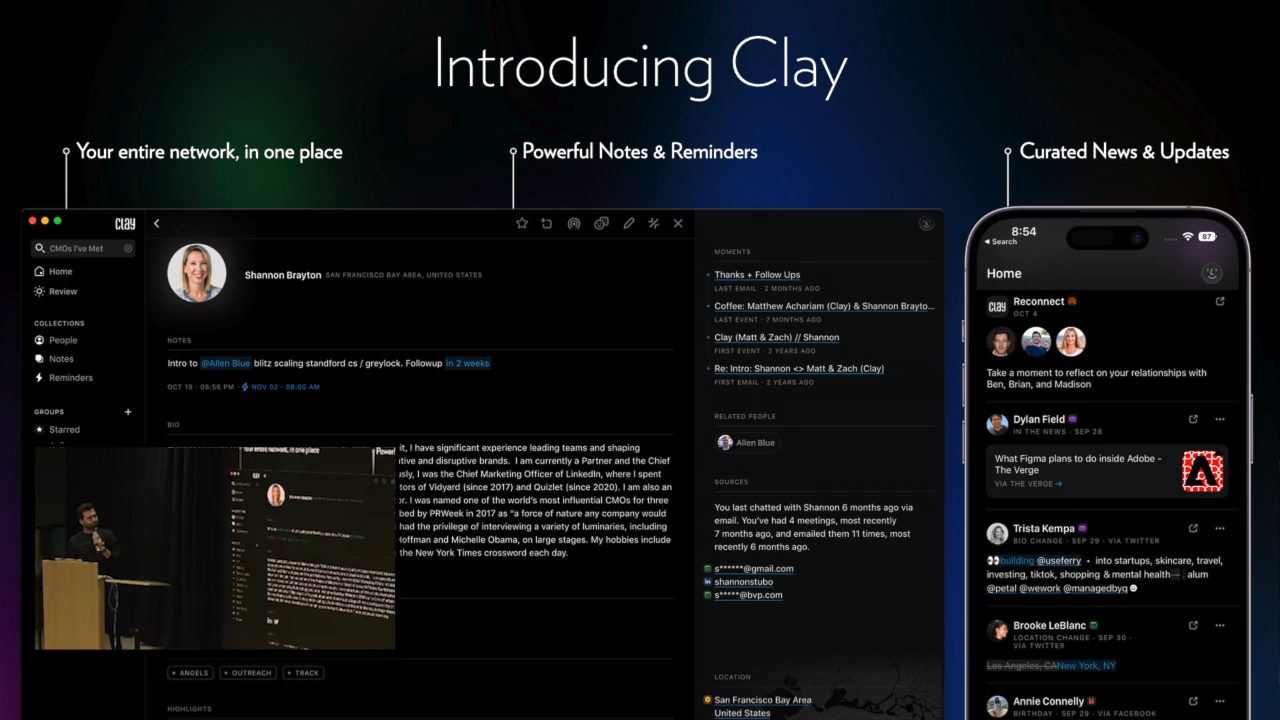 Introducing Clay
Your entire network, in one place
Powerful Notes & Reminders
Curated News & Updates
CLAY
CMOs I've Met
Home
Review
COLLECTIONS
People
Notes
Reminders
GROUPS +
Starred
Shannon Brayton SAN FRANCISCO BAY AREA, UNITED STATES
NOTES
Intro to @Allen Blue blitz scaling standford cs / greylock. Followup in 2 weeks
OCT 19 · 05:56 PM · NOV 02 · 08:00 AM
BIO
it, I have significant experience leading teams and shaping
tive and disruptive brands. I am currently a Partner and the Chief
usly, I was the Chief Marketing Officer of LinkedIn, where I spent
tors of Vidyard (since 2017) and Quizlet (since 2020). I am also an
or. I was named one of the world's most influential CMOs for three
bed by PRWeek in 2017 as "a force of nature any company would
had the privilege of interviewing a variety of luminaries, including
Hoffman and Michelle Obama, on large stages. My hobbies include
the New York Times crossword each day.
Your entire network, in one place
ANGELS
OUTREACH
TRACK
HIGHLIGHTS
MOMENTS
Thanks + Follow Ups
LAST EMAIL · 2 MONTHS AGO
Coffee: Matthew Achariam (Clay) & Shannon Brayto...
LAST EVENT · 7 MONTHS AGO
Clay (Matt & Zach) // Shannon
FIRST EVENT · 2 YEARS AGO
Re: Intro: Shannon <> Matt & Zach (Clay)
FIRST EMAIL · 2 YEARS AGO
RELATED PEOPLE
Allen Blue
SOURCES
You last chatted with Shannon 6 months ago via
email. You've had 4 meetings, most recently
7 months ago, and emailed them 11 times, most
recently 6 months ago.
s******@gmail.com
shannonstubo
s*****@bvp.com
LOCATION
San Francisco Bay Area
United States
8:54
87
Search
Home
CLAY
Reconnect
OCT 4
Take a moment to reflect on your relationships with
Ben, Brian, and Madison
Dylan Field
IN THE NEWS · SEP 28
What Figma plans to do inside Adobe -
The Verge
VIA THE VERGE →
Trista Kempa
BIO CHANGE · SEP 29 · VIA TWITTER
building @useferry • into startups, skincare, travel,
investing, tiktok, shopping & mental health alum
@petal @wework @managedbyq
Brooke LeBlanc
LOCATION CHANGE · SEP 30 ·
VIA TWITTER
Los Angeles, CANew York, NY
Annie Connelly
BIRTHDAY · SEP 29 · VIA FACEBOOK